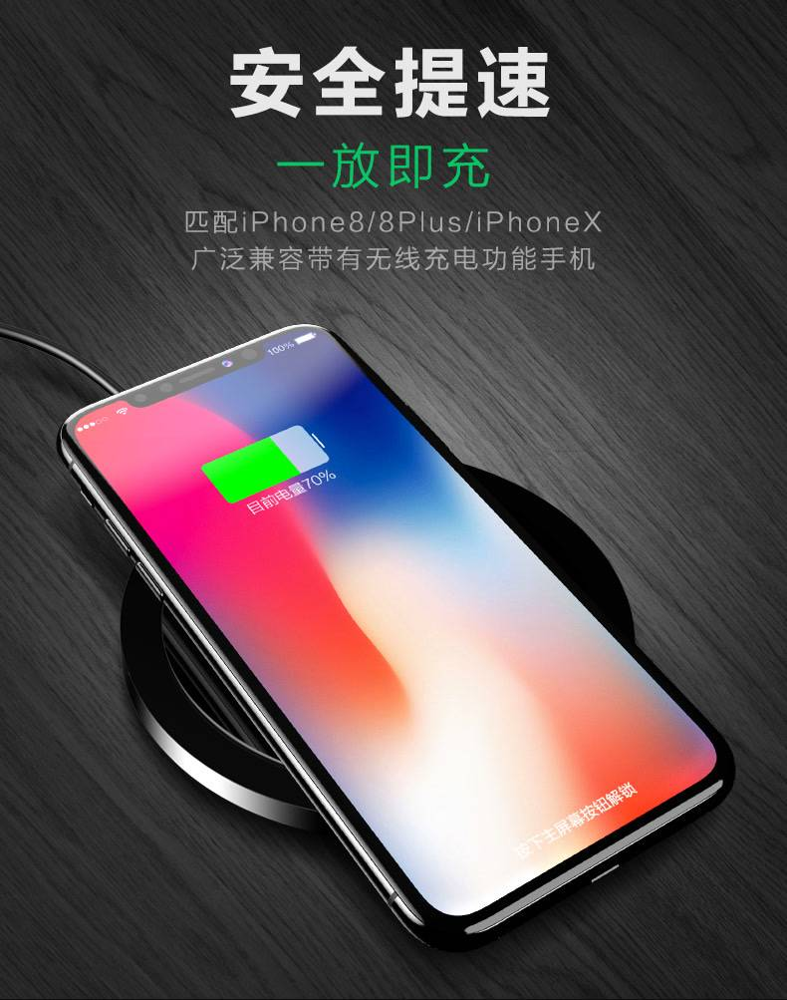 安全提速
一放即充
匹配iPhone8/8Plus/iPhoneX
广泛兼容带有无线充电功能手机
100%
目前电量70%
按下主屏幕按钮解锁